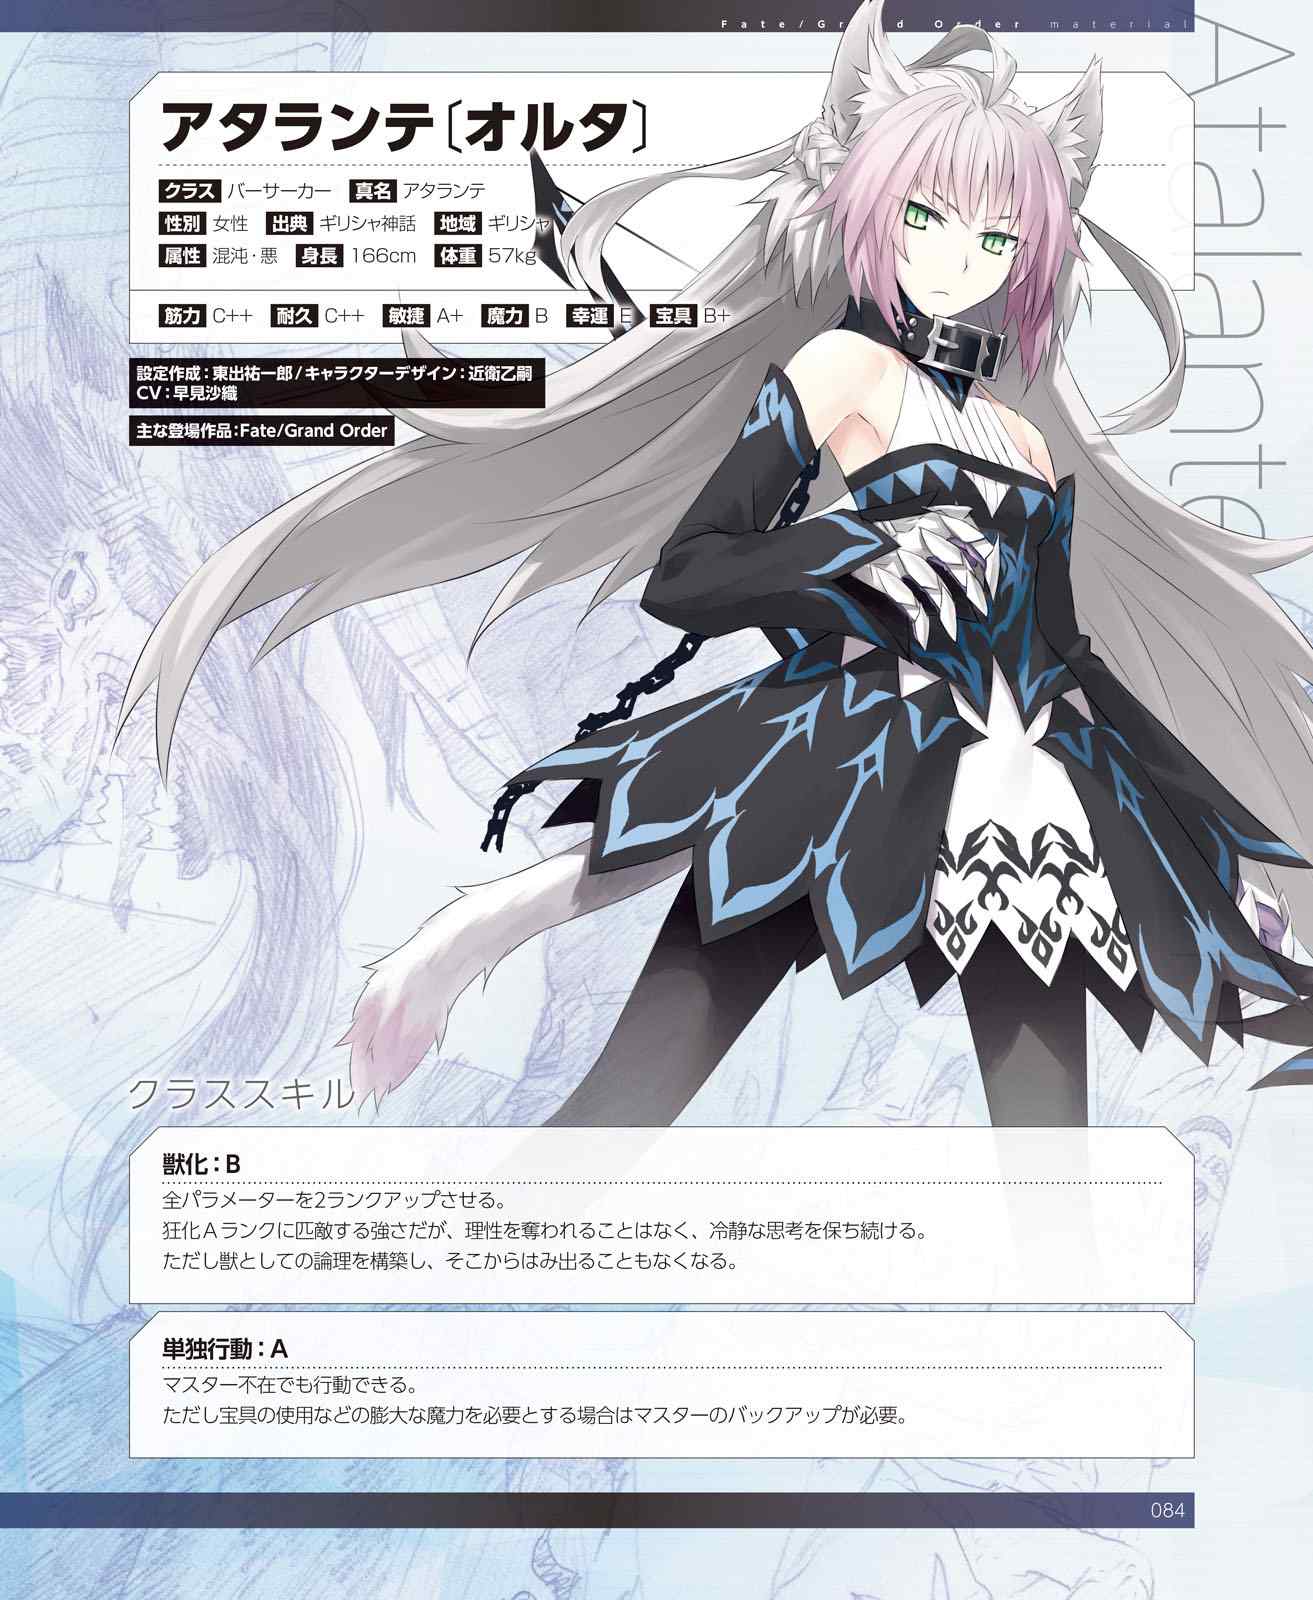 Fate/Grand Order material
Atalante
アタランテ〔オルタ〕
クラス バーサーカー 真名 アタランテ
性別 女性 出典 ギリシャ神話 地域 ギリシャ
属性 混沌・悪 身長 166cm 体重 57kg
筋力 C++ 耐久 C++ 敏捷 A+ 魔力 B 幸運 E 宝具 B+
設定作成：東出祐一郎/キャラクターデザイン：近衛乙嗣
CV：早見沙織
主な登場作品：Fate/Grand Order
クラススキル
獣化：B
全パラメーターを2ランクアップさせる。
狂化Aランクに匹敵する強さだが、理性を奪われることはなく、冷静な思考を保ち続ける。
ただし獣としての論理を構築し、そこからはみ出ることもなくなる。
単独行動：A
マスター不在でも行動できる。
ただし宝具の使用などの膨大な魔力を必要とする場合はマスターのバックアップが必要。
084